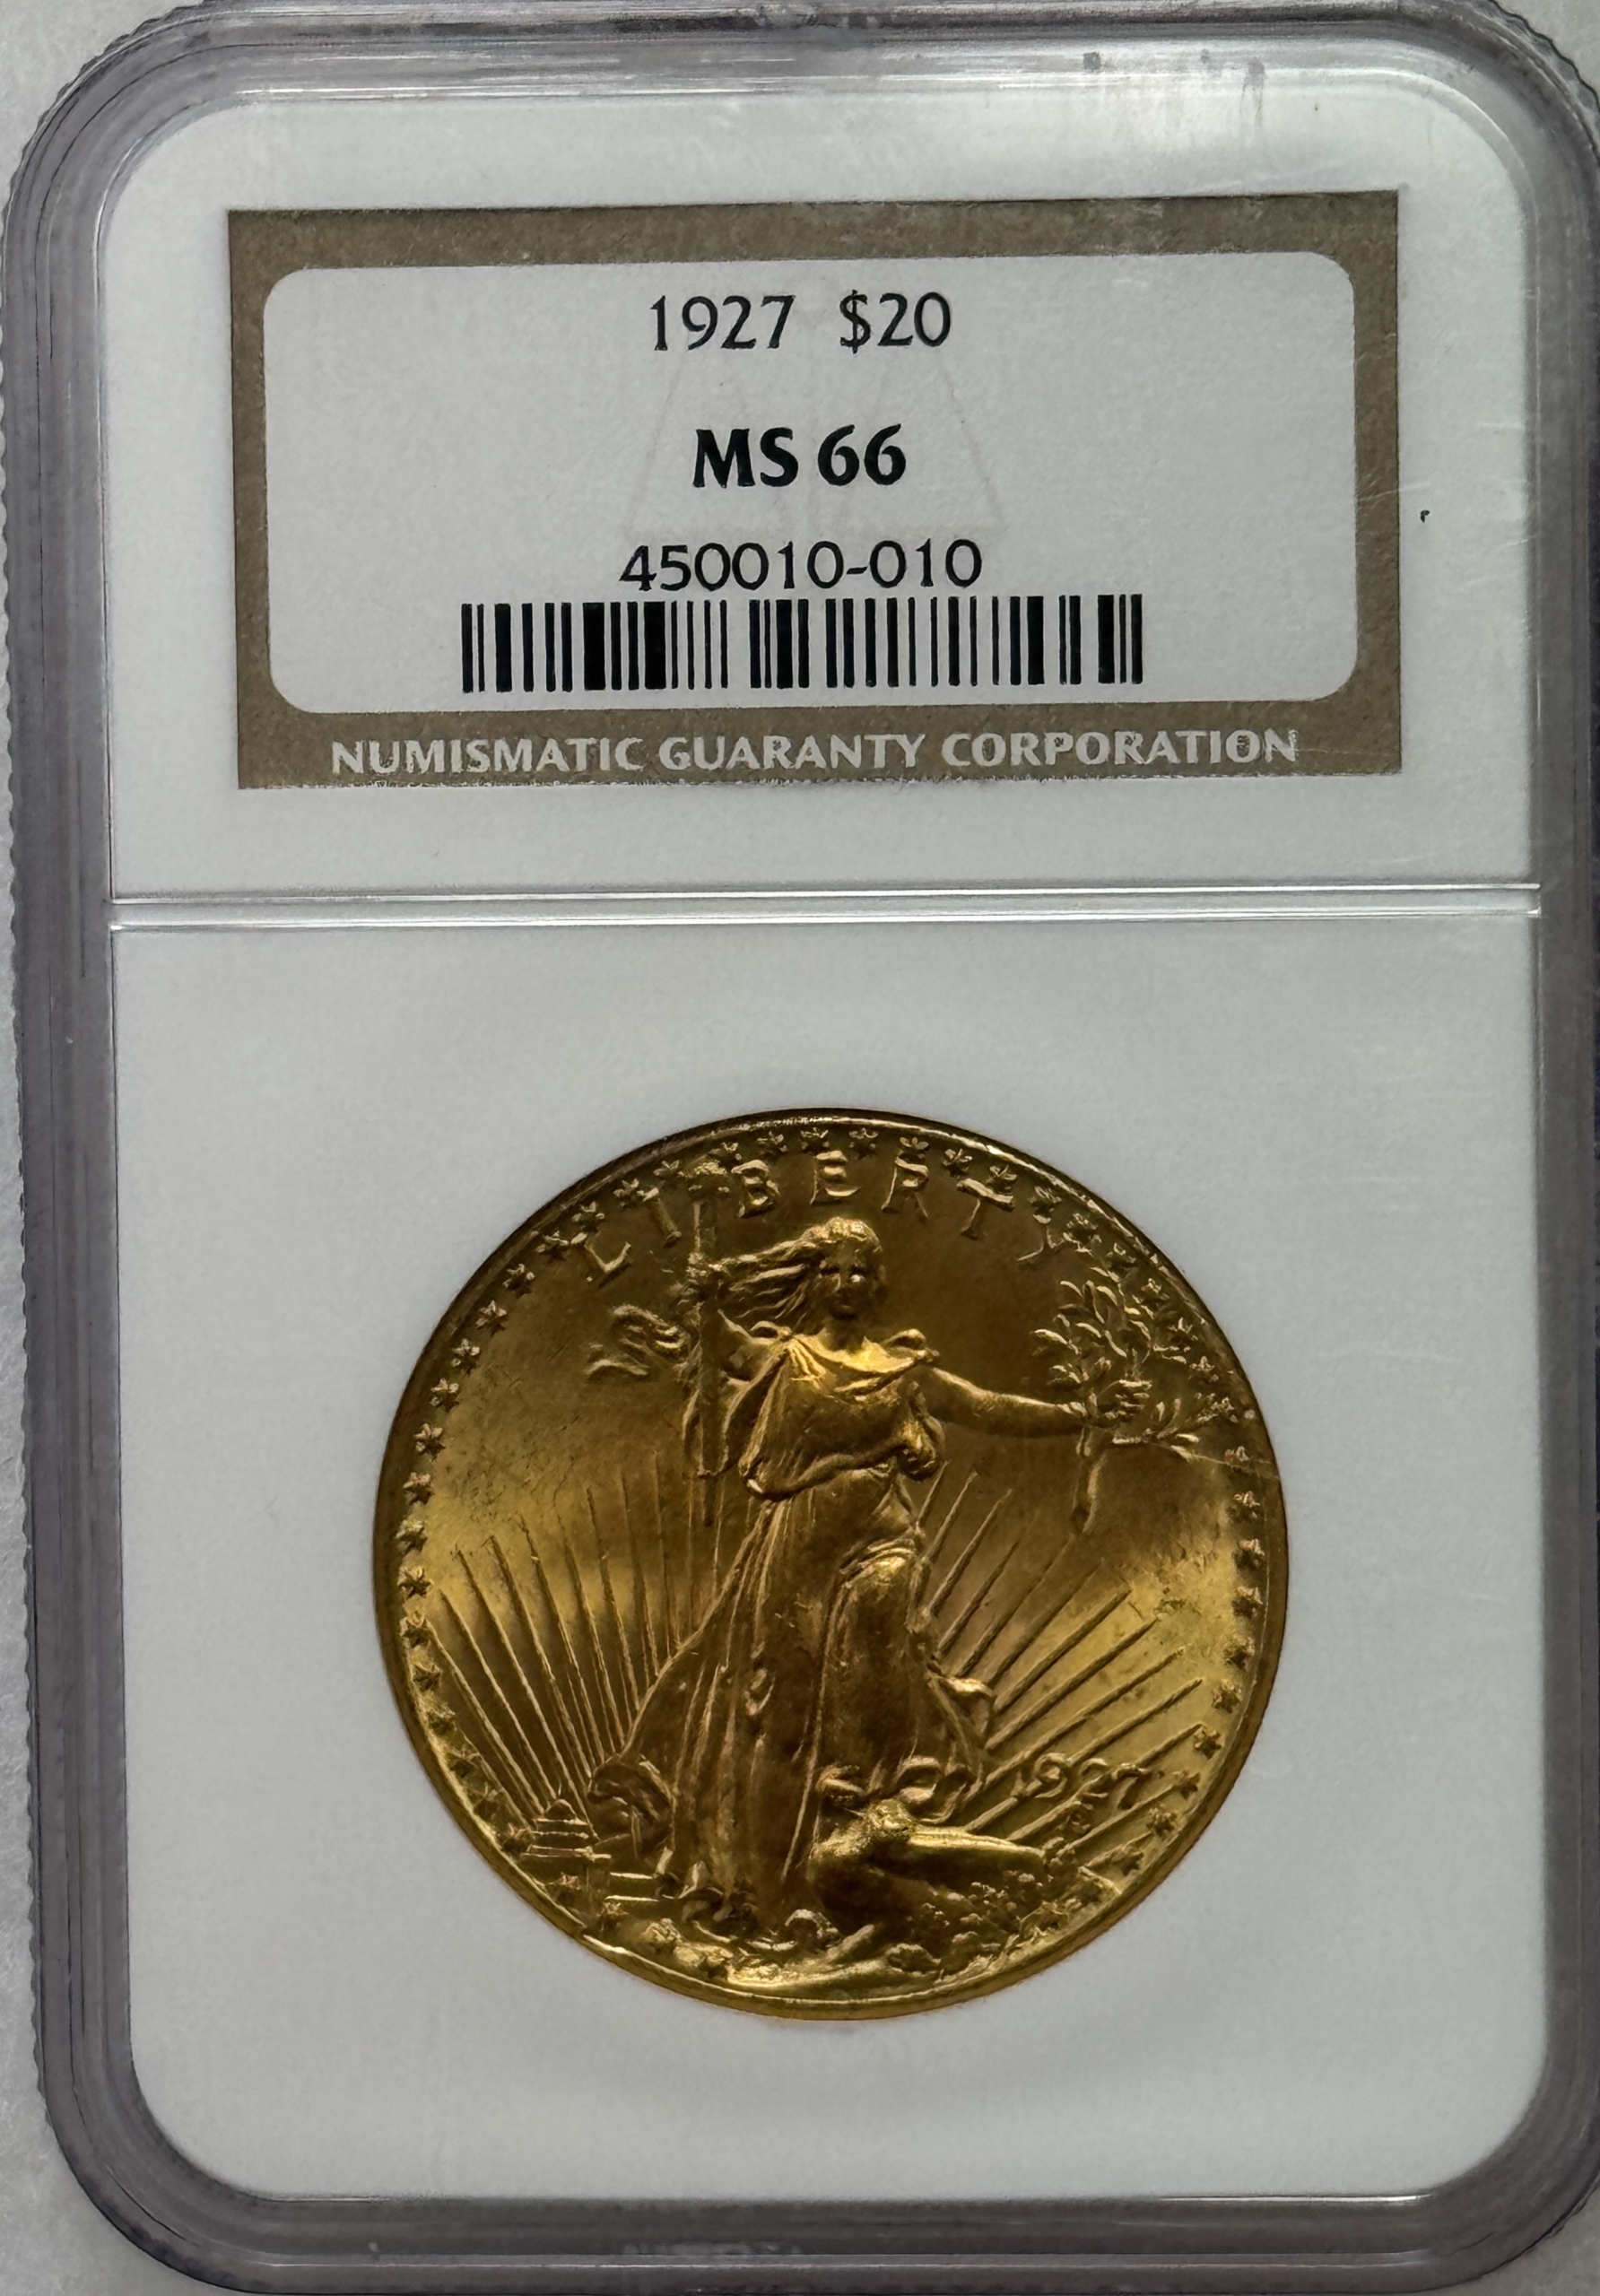 1927 $20
MS 66
450010-010
NUMISMATIC GUARANTY CORPORATION
LIBERTY
1927